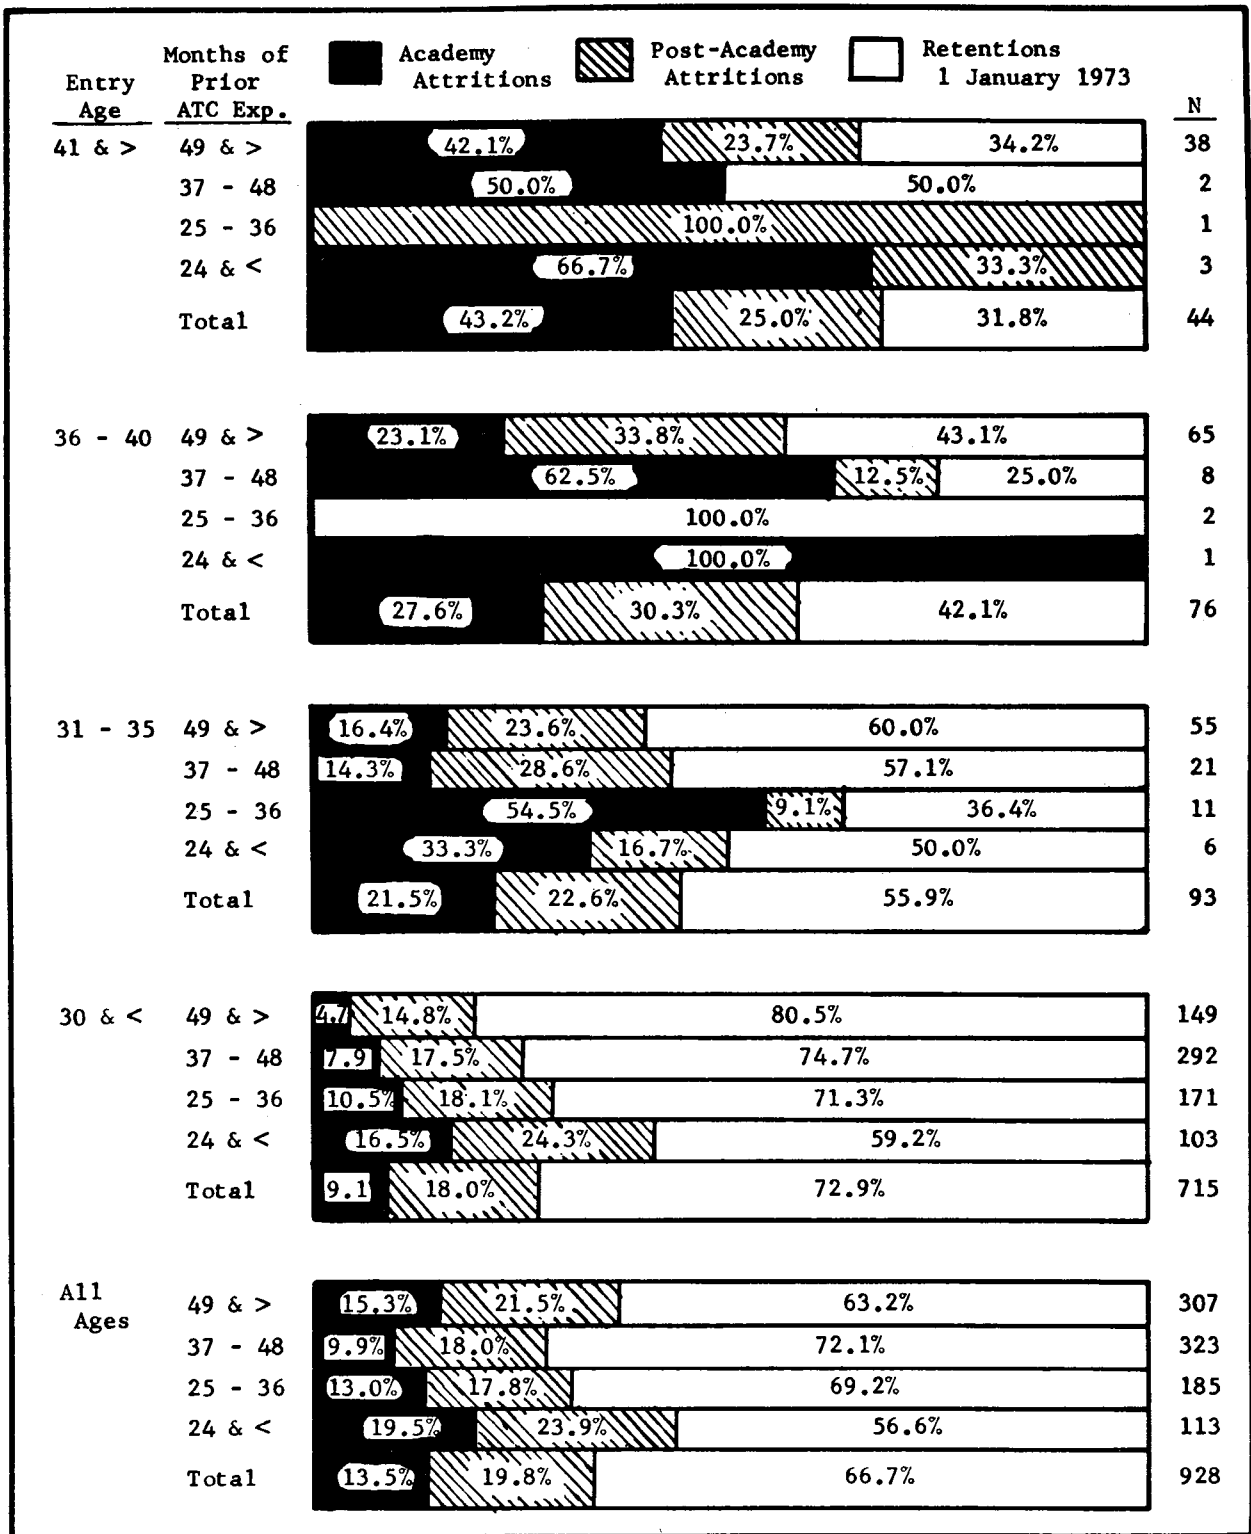 Months of Prior ATC Exp.
Entry Age
Academy Attritions
Post-Academy Attritions
Retentions 1 January 1973
N
41 & > 49 & > 42.1% 23.7% 34.2% 38
37 - 48 50.0% 50.0% 2
25 - 36 100.0% 1
24 & < 66.7% 33.3% 3
Total 43.2% 25.0% 31.8% 44
36 - 40 49 & > 23.1% 33.8% 43.1% 65
37 - 48 62.5% 12.5% 25.0% 8
25 - 36 100.0% 2
24 & < 100.0% 1
Total 27.6% 30.3% 42.1% 76
31 - 35 49 & > 16.4% 23.6% 60.0% 55
37 - 48 14.3% 28.6% 57.1% 21
25 - 36 54.5% 9.1% 36.4% 11
24 & < 33.3% 16.7% 50.0% 6
Total 21.5% 22.6% 55.9% 93
30 & < 49 & > 4.7 14.8% 80.5% 149
37 - 48 7.9 17.5% 74.7% 292
25 - 36 10.5% 18.1% 71.3% 171
24 & < 16.5% 24.3% 59.2% 103
Total 9.1 18.0% 72.9% 715
All Ages 49 & > 15.3% 21.5% 63.2% 307
37 - 48 9.9% 18.0% 72.1% 323
25 - 36 13.0% 17.8% 69.2% 185
24 & < 19.5% 23.9% 56.6% 113
Total 13.5% 19.8% 66.7% 928